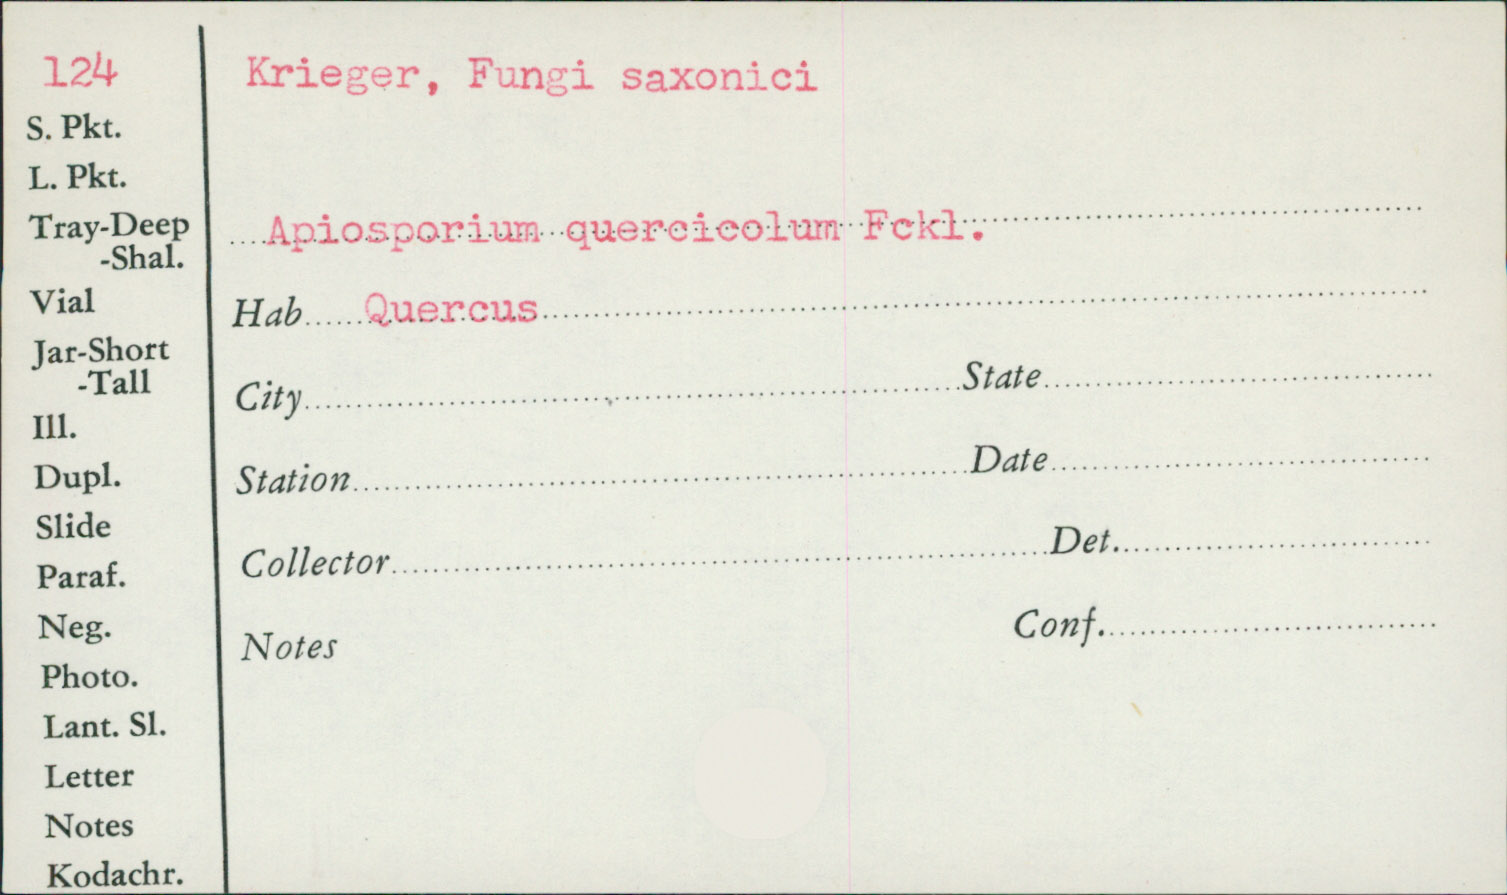 124
Krieger, Fungi saxonici
S. Pkt.
L. Pkt.
Tray-Deep
-Shal.
Apiosporium quercicolum Fckl.
Vial
Hab Quercus
Jar-Short
-Tall
City State
Ill.
Dupl.
Station Date
Slide
Collector Det.
Paraf.
Neg.
Notes Conf.
Photo.
Lant. Sl.
Letter
Notes
Kodachr.